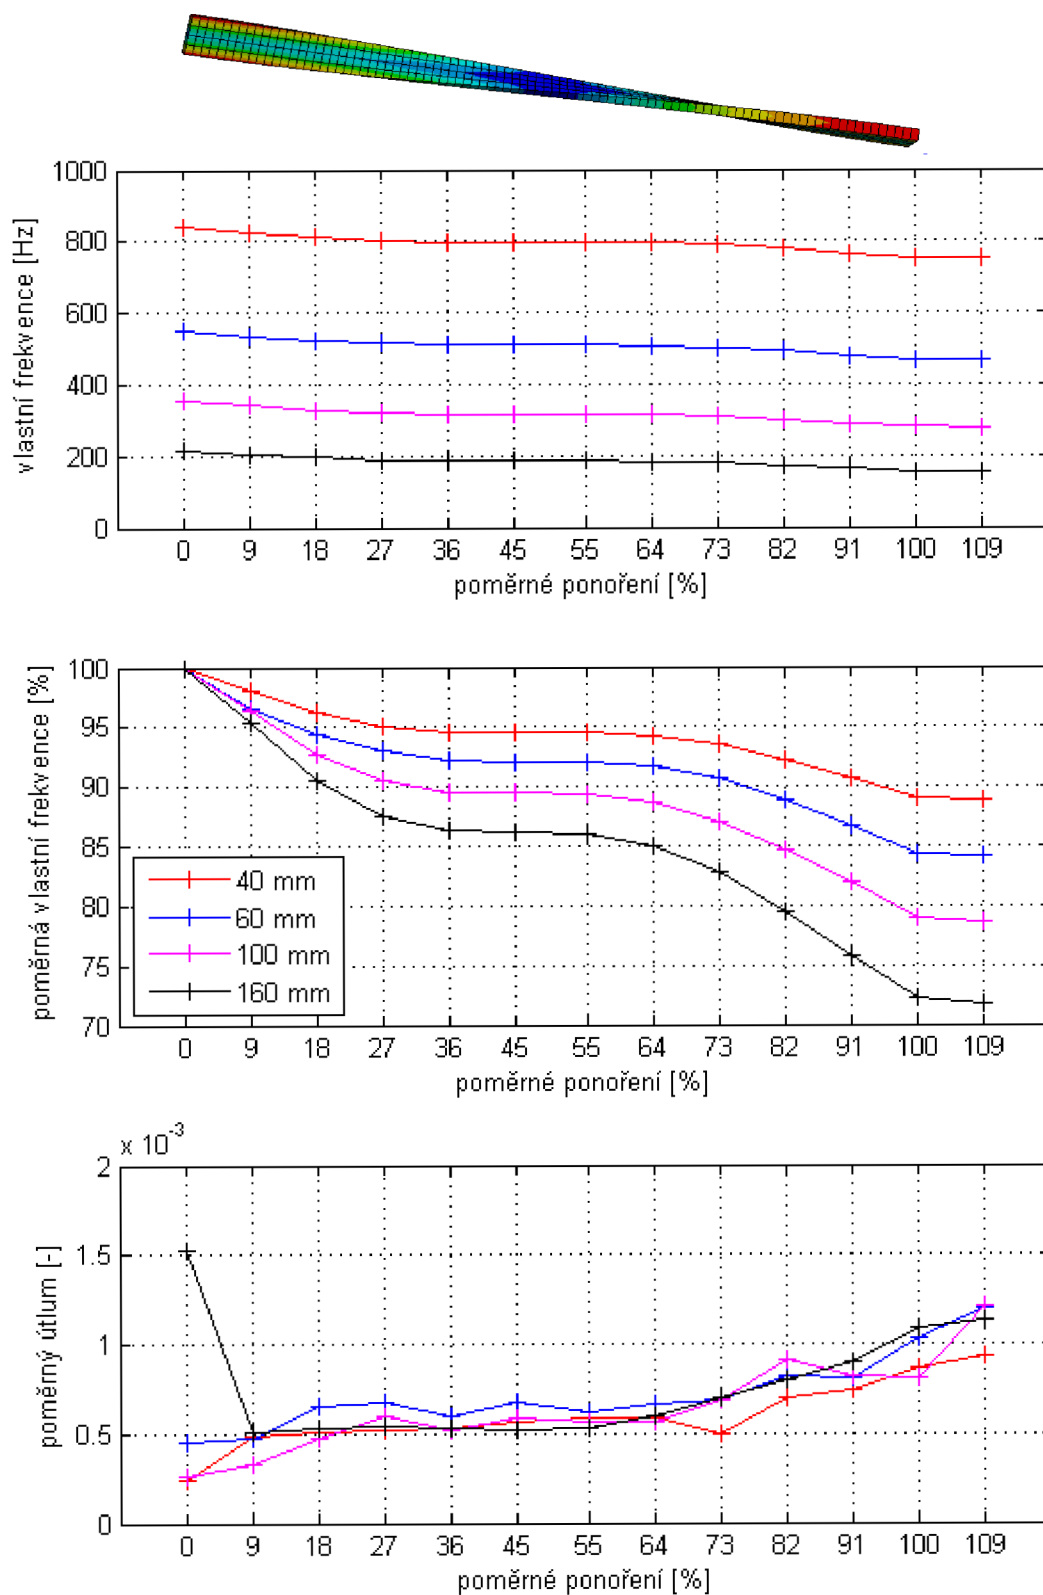 1000
800
600
400
200
0
vlastní frekvence [Hz]
0 9 18 27 36 45 55 64 73 82 91 100 109
poměrné ponoření [%]
100
95
90
85
80
75
70
poměrná vlastní frekvence [%]
40 mm
60 mm
100 mm
160 mm
0 9 18 27 36 45 55 64 73 82 91 100 109
poměrné ponoření [%]
x 10^-3
2
1.5
1
0.5
0
poměrný útlum [-]
0 9 18 27 36 45 55 64 73 82 91 100 109
poměrné ponoření [%]